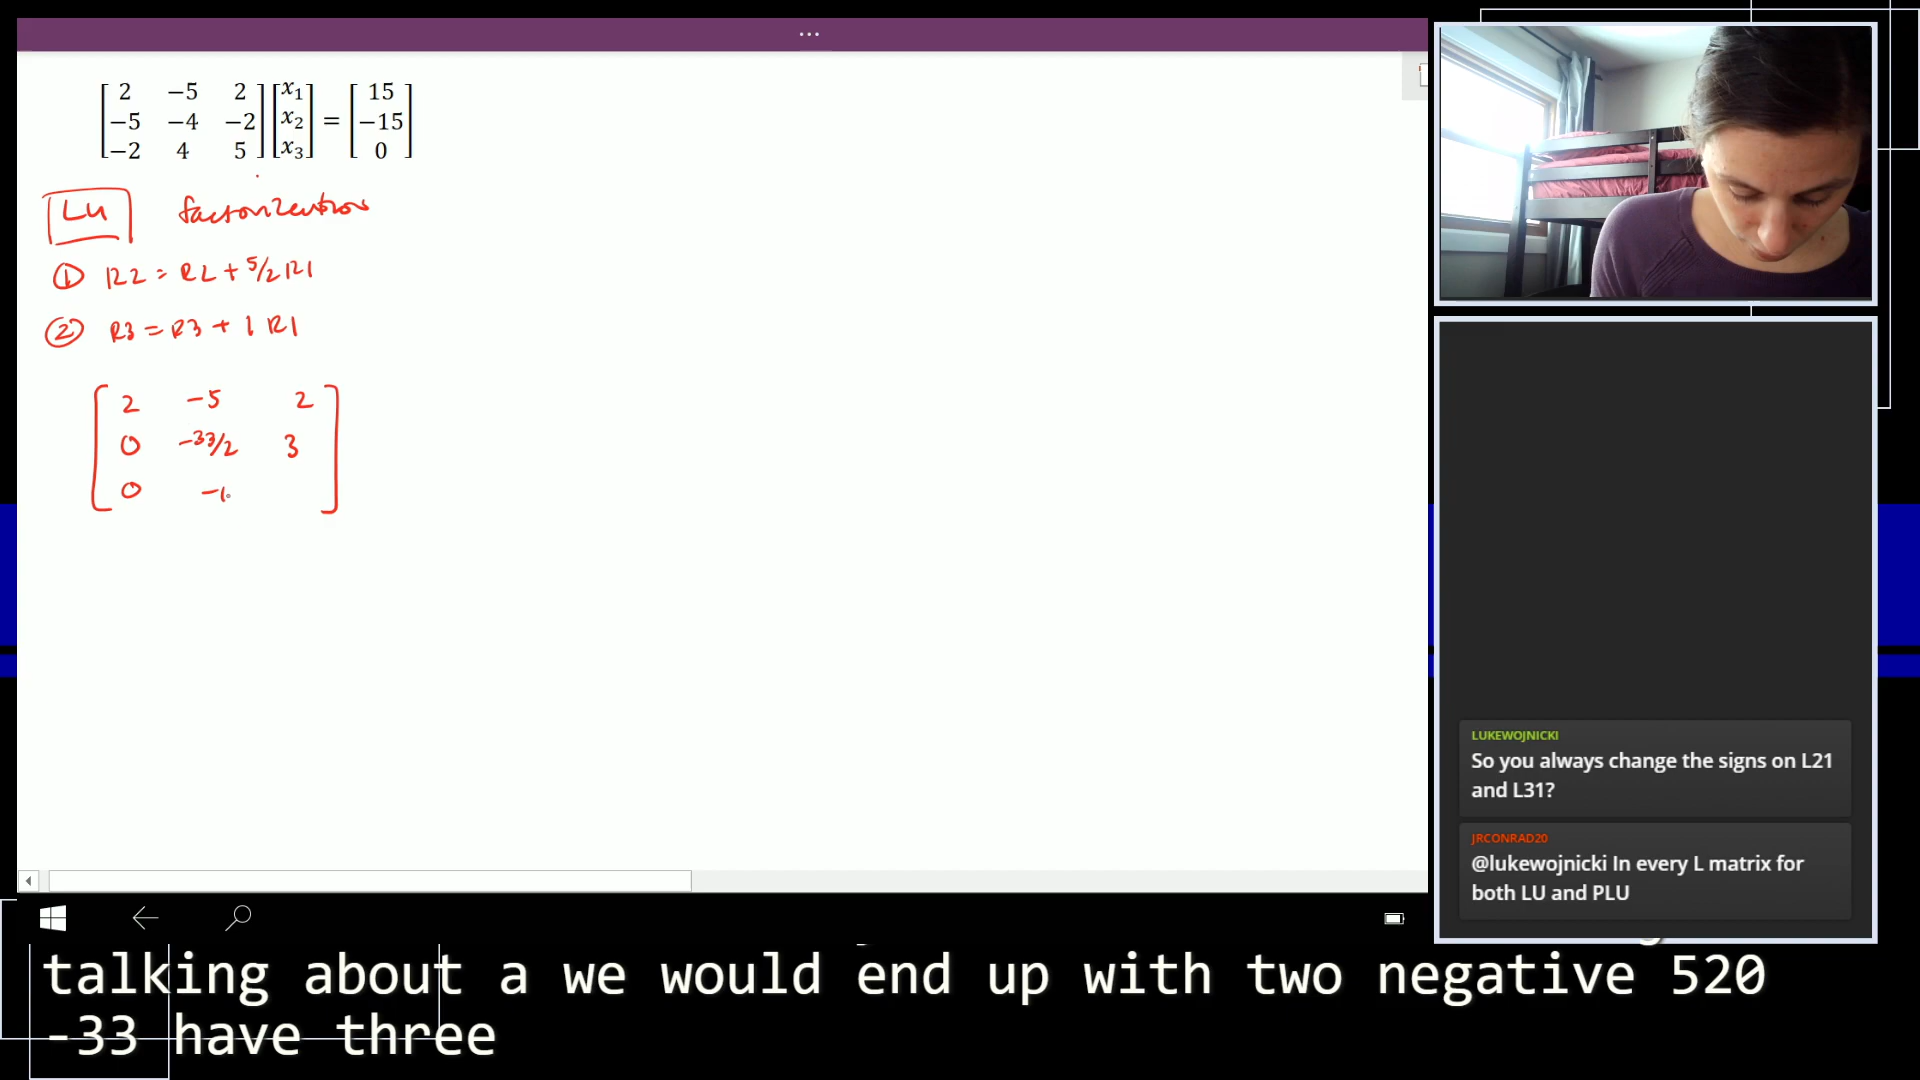 ...
2 -5 2 x1 15
-5 -4 -2 x2 = -15
-2 4 5 x3 0
LU factorization
① R2 = R2 + 5/2 R1
② R3 = R3 + 1 R1
2 -5 2
0 -33/2 3
0 -1
LUKEWOJNICKI
So you always change the signs on L21
and L31?
JRCONRAD20
@lukewojnicki In every L matrix for
both LU and PLU
talking about a we would end up with two negative 520
-33 have three